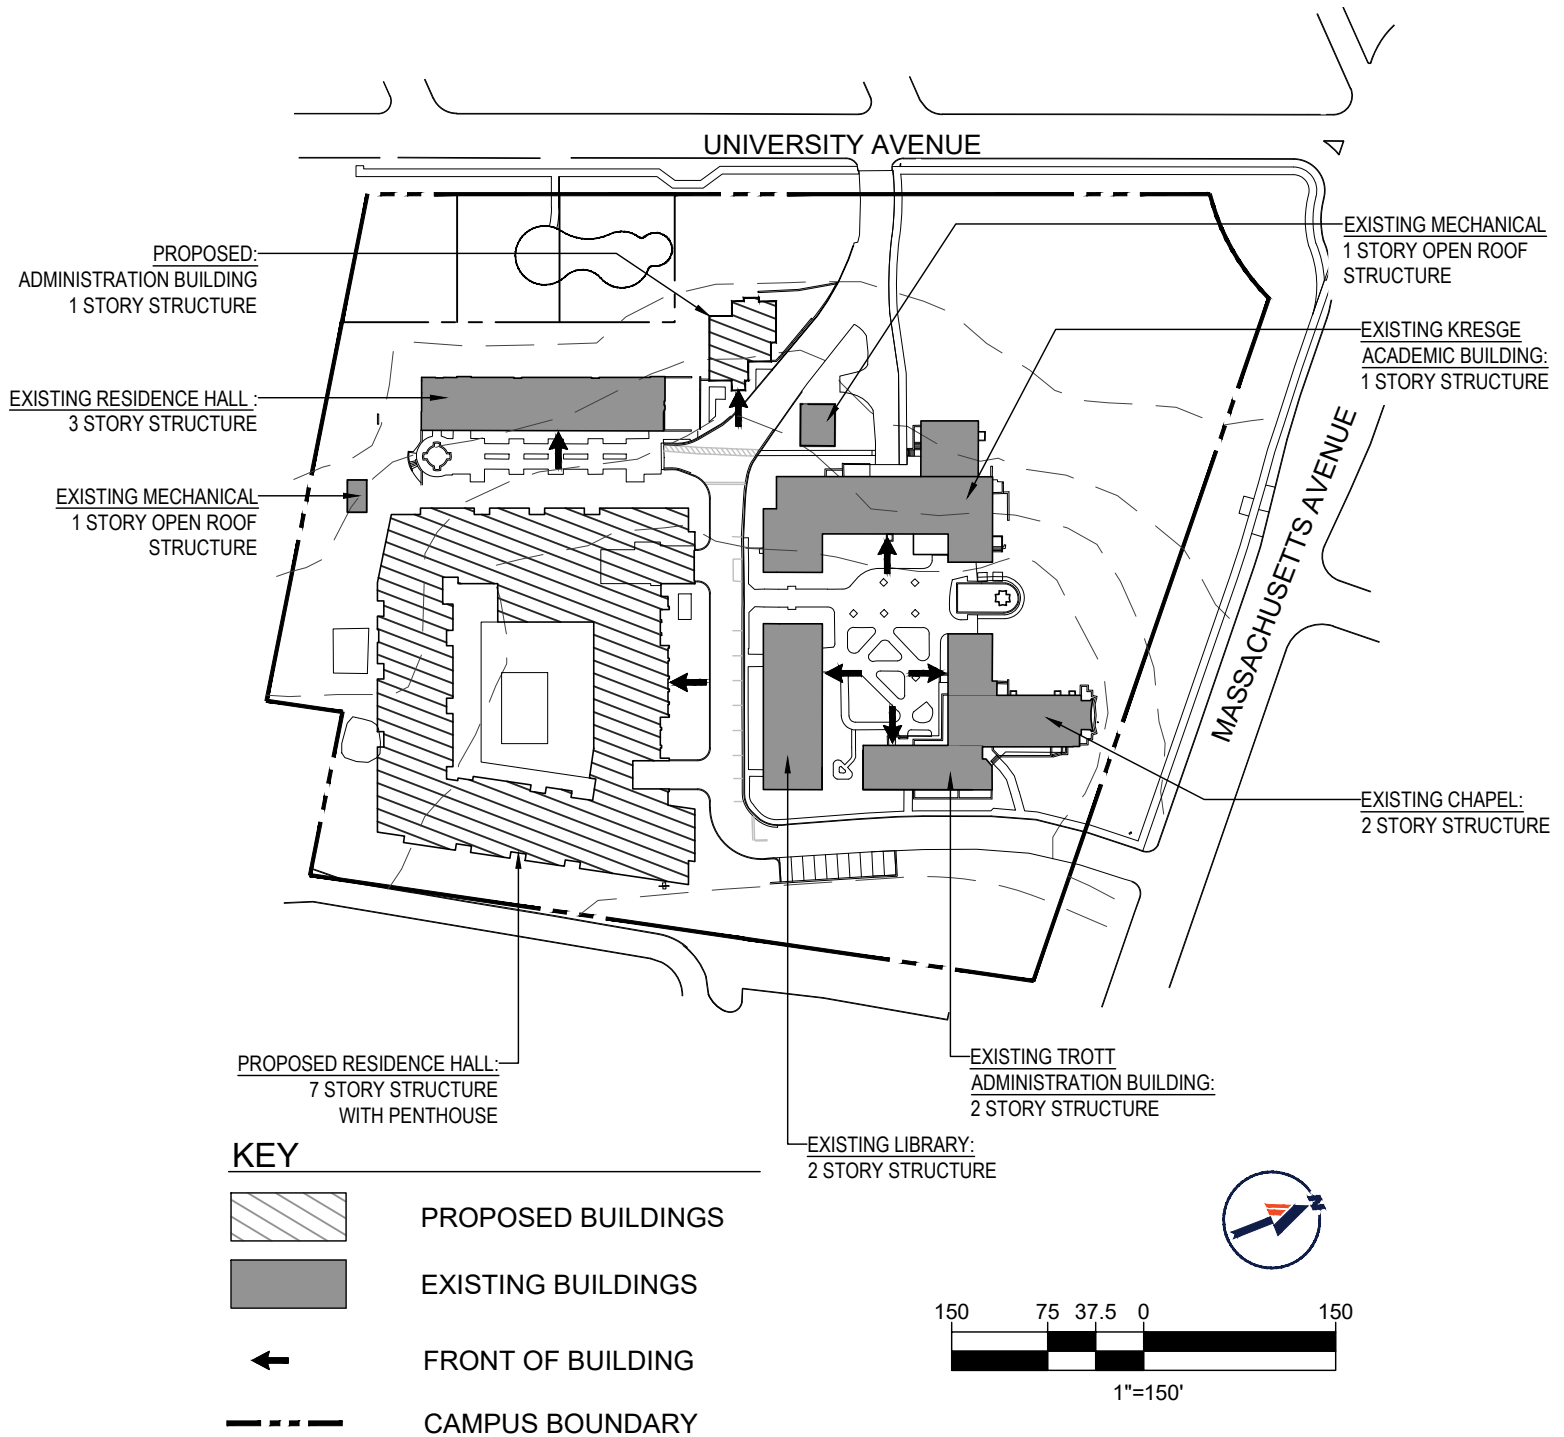 UNIVERSITY AVENUE
PROPOSED:
ADMINISTRATION BUILDING
1 STORY STRUCTURE
EXISTING MECHANICAL
1 STORY OPEN ROOF
STRUCTURE
EXISTING KRESGE
ACADEMIC BUILDING:
1 STORY STRUCTURE
EXISTING RESIDENCE HALL :
3 STORY STRUCTURE
EXISTING MECHANICAL
1 STORY OPEN ROOF
STRUCTURE
MASSACHUSETTS AVENUE
EXISTING CHAPEL:
2 STORY STRUCTURE
PROPOSED RESIDENCE HALL:
7 STORY STRUCTURE
WITH PENTHOUSE
EXISTING TROTT
ADMINISTRATION BUILDING:
2 STORY STRUCTURE
EXISTING LIBRARY:
2 STORY STRUCTURE
KEY
PROPOSED BUILDINGS
EXISTING BUILDINGS
FRONT OF BUILDING
CAMPUS BOUNDARY
N
150 75 37.5 0 150
1"=150'